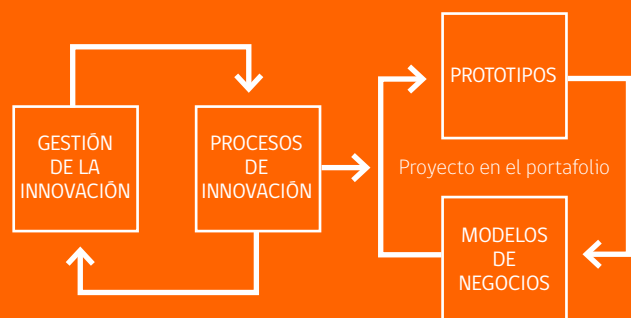 GESTIÓN
DE LA
INNOVACIÓN
PROCESOS
DE
INNOVACIÓN
PROTOTIPOS
Proyecto en el portafolio
MODELOS
DE
NEGOCIOS